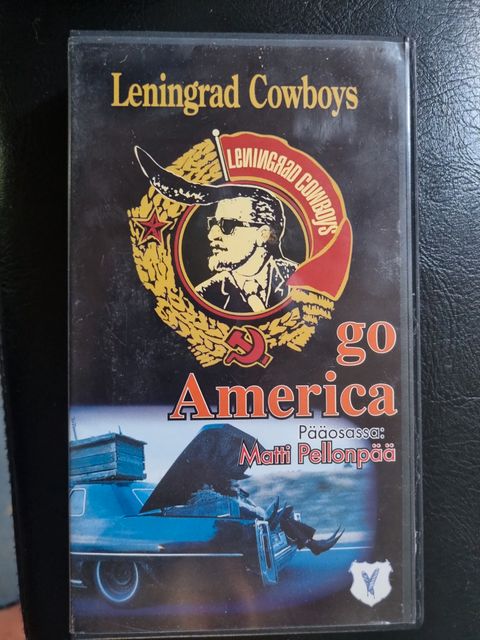 Leningrad Cowboys
LENINGRAD COWBOYS
go
America
Pääosassa:
Matti Pellonpää